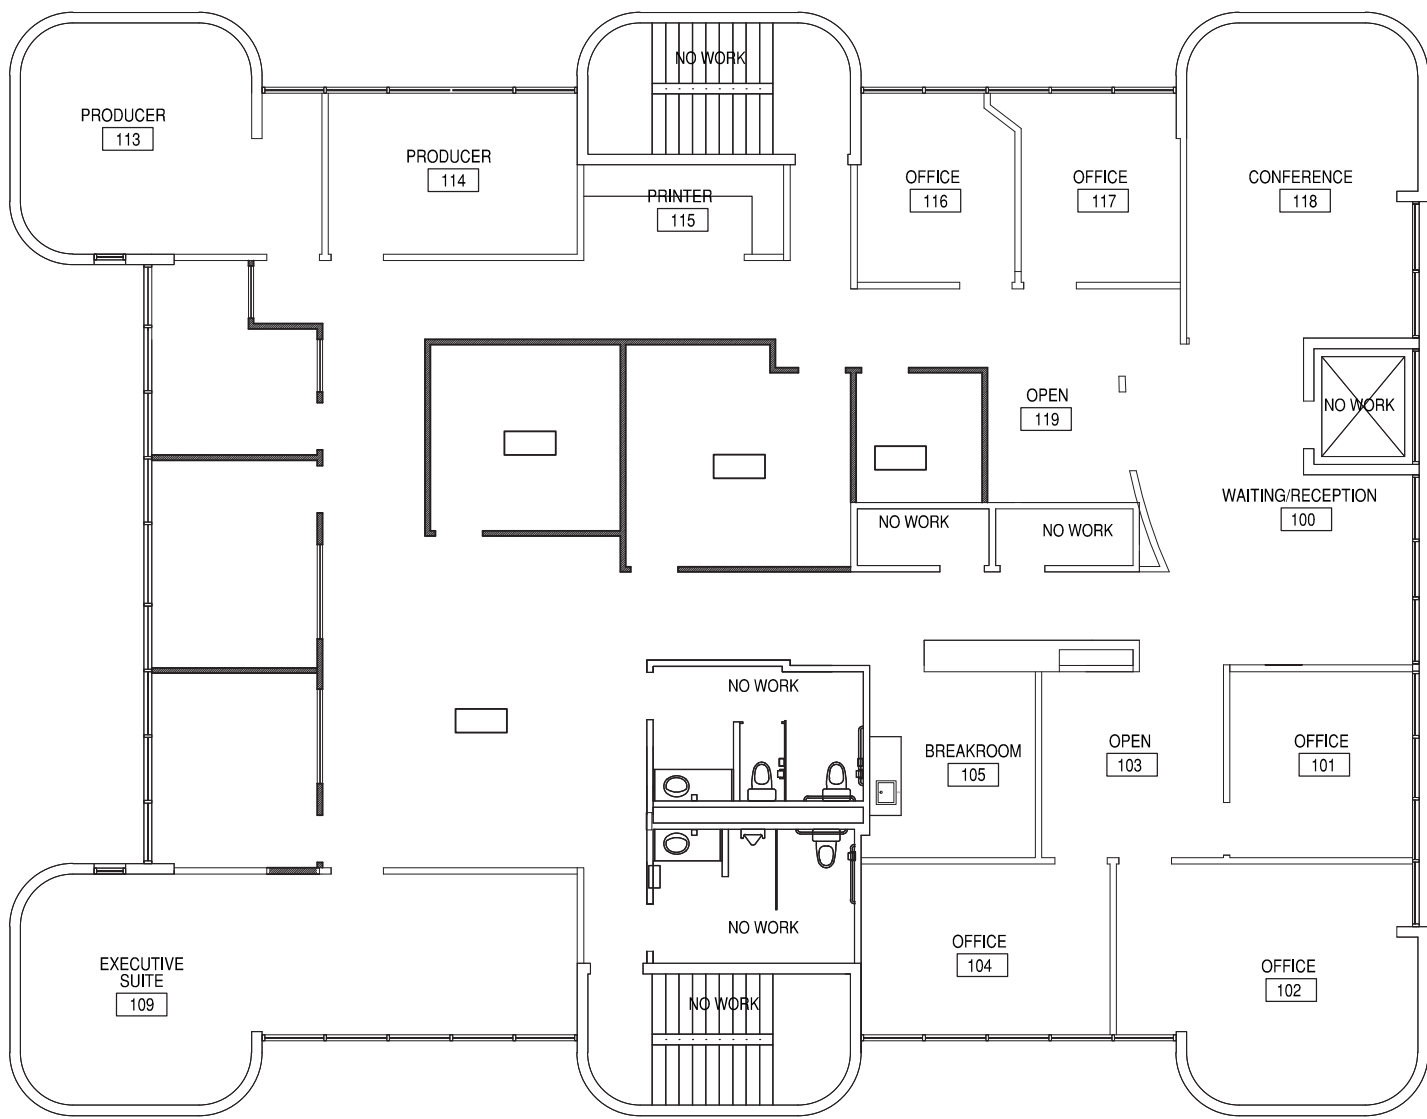 NO WORK
PRODUCER
113
PRODUCER
114
PRINTER
115
OFFICE
116
OFFICE
117
CONFERENCE
118
OPEN
119
NO WORK
WAITING/RECEPTION
100
NO WORK
NO WORK
NO WORK
BREAKROOM
105
OPEN
103
OFFICE
101
NO WORK
EXECUTIVE
SUITE
109
OFFICE
104
OFFICE
102
NO WORK